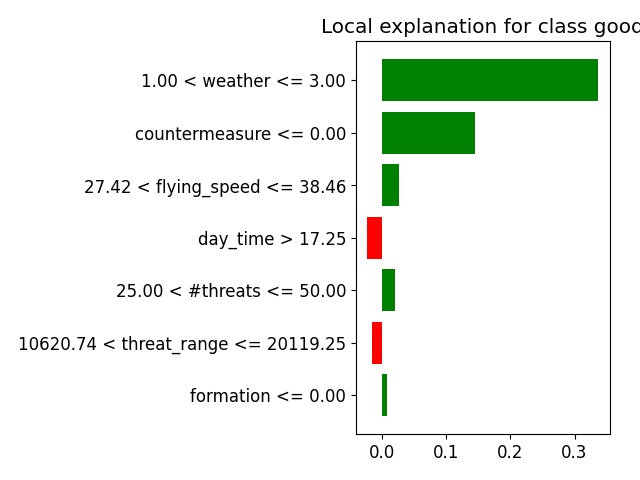 Local explanation for class good
1.00 < weather <= 3.00
countermeasure <= 0.00
27.42 < flying_speed <= 38.46
day_time > 17.25
25.00 < #threats <= 50.00
10620.74 < threat_range <= 20119.25
formation <= 0.00
0.0 0.1 0.2 0.3